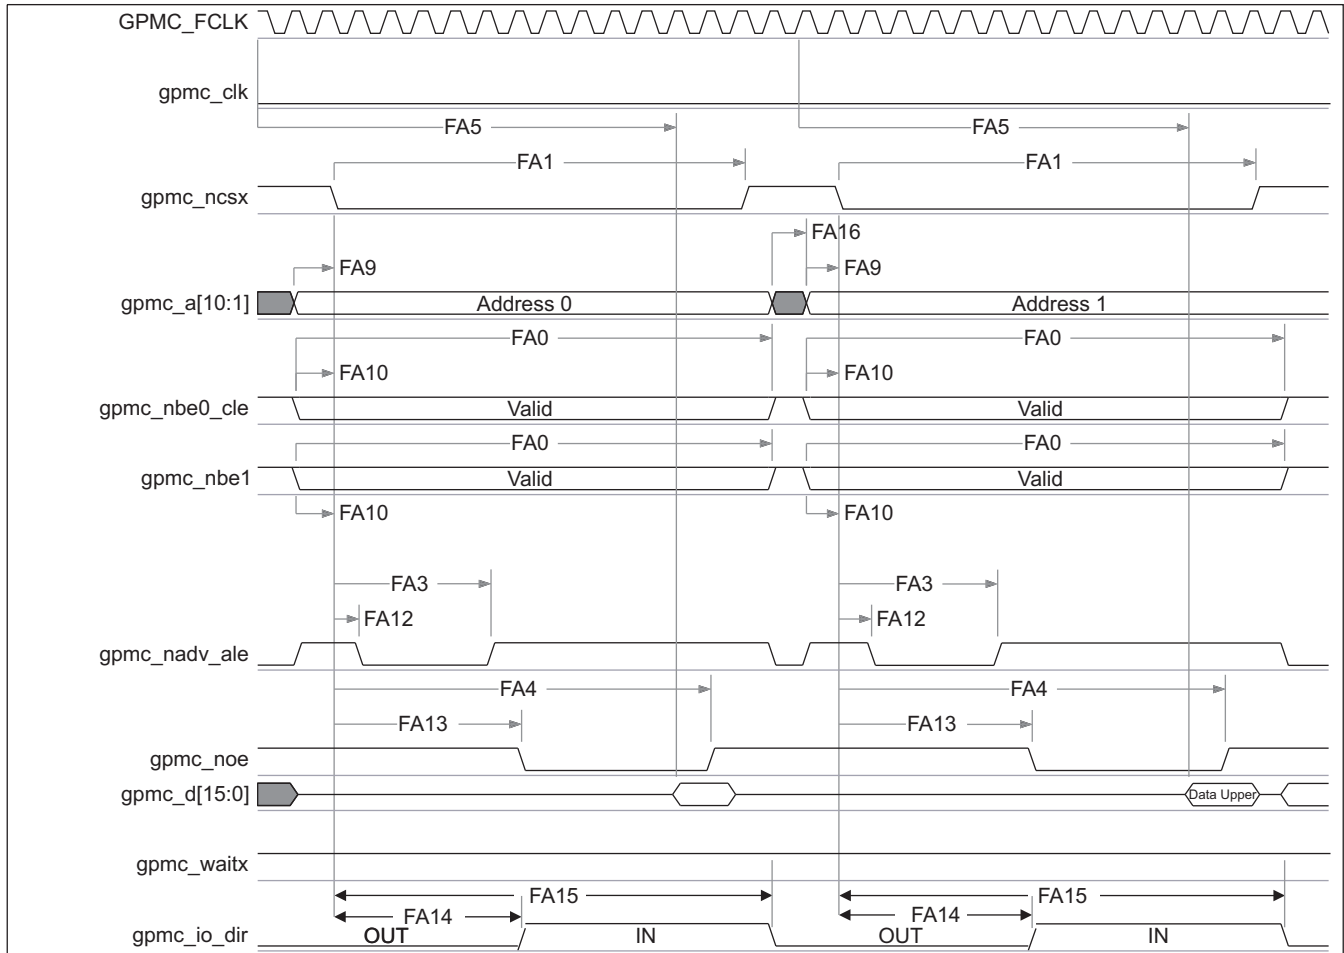 GPMC_FCLK
gpmc_clk
FA5 FA5
FA1 FA1
gpmc_ncsx
FA16
FA9 FA9
gpmc_a[10:1] Address 0 Address 1
FA0 FA0
FA10 FA10
gpmc_nbe0_cle Valid Valid
FA0 FA0
gpmc_nbe1 Valid Valid
FA10 FA10
FA3 FA3
FA12 FA12
gpmc_nadv_ale
FA4 FA4
FA13 FA13
gpmc_noe
gpmc_d[15:0] Data Upper
gpmc_waitx
FA15 FA15
FA14 FA14
gpmc_io_dir OUT IN OUT IN